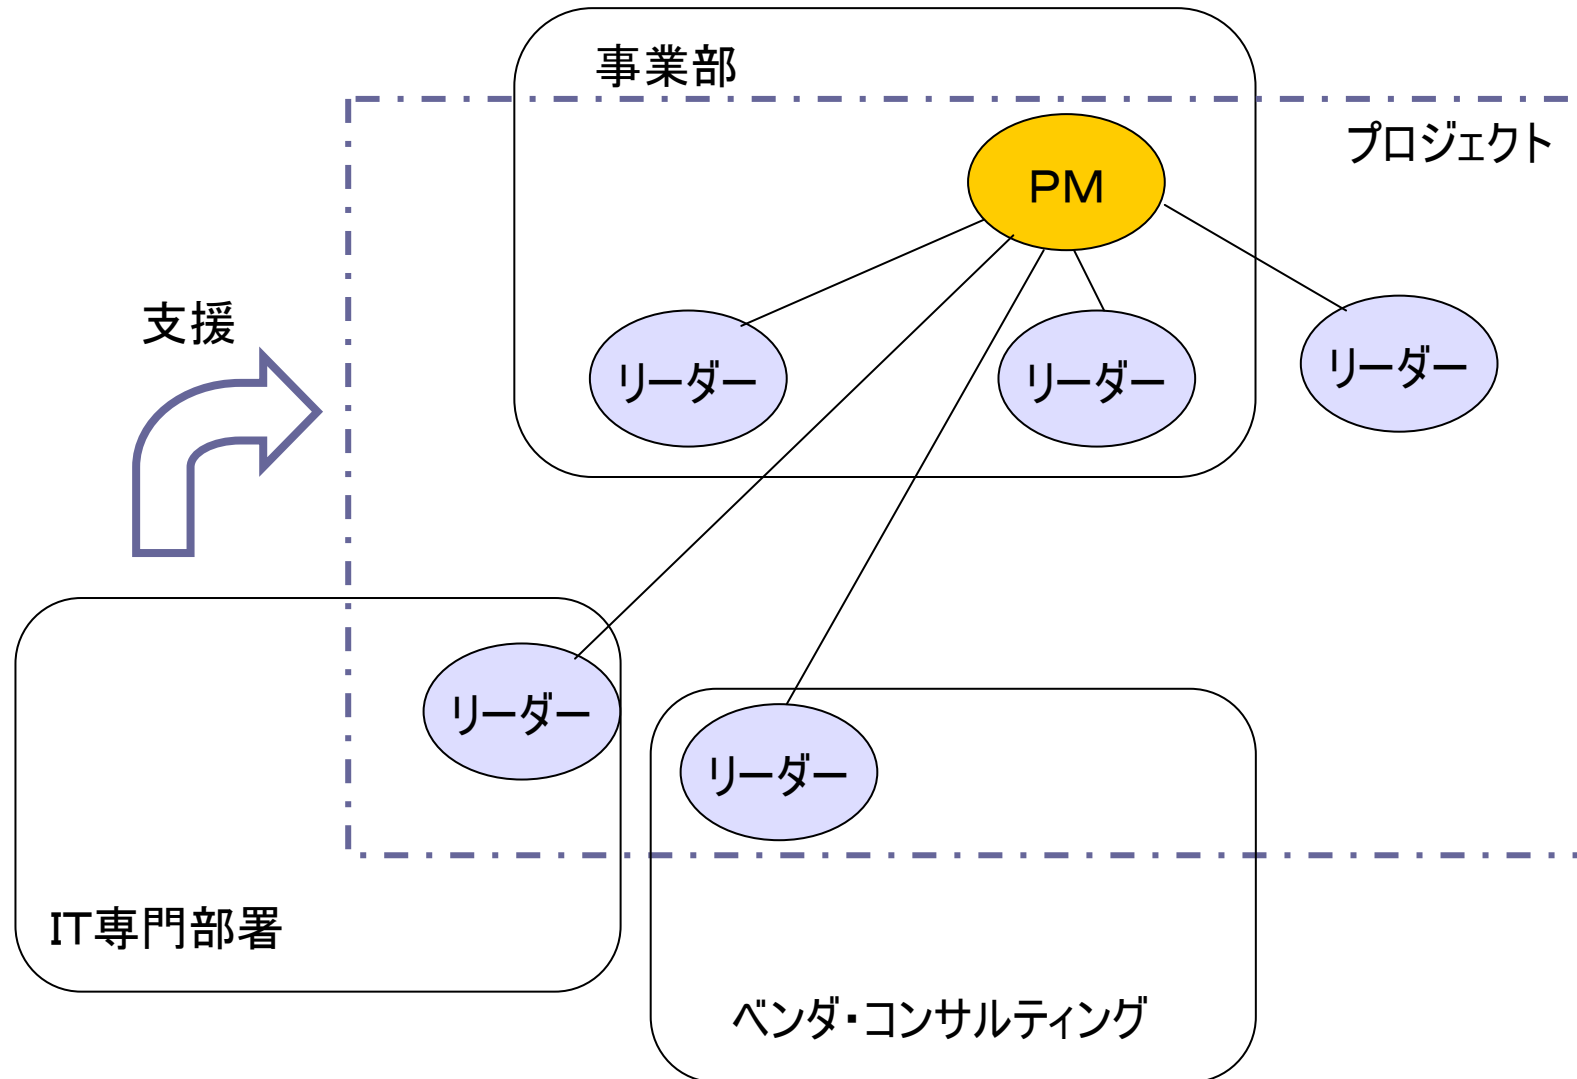 事業部
プロジェクト
ＰＭ
支援
リーダー
リーダー
リーダー
リーダー
リーダー
IT専門部署
ベンダ・コンサルティング